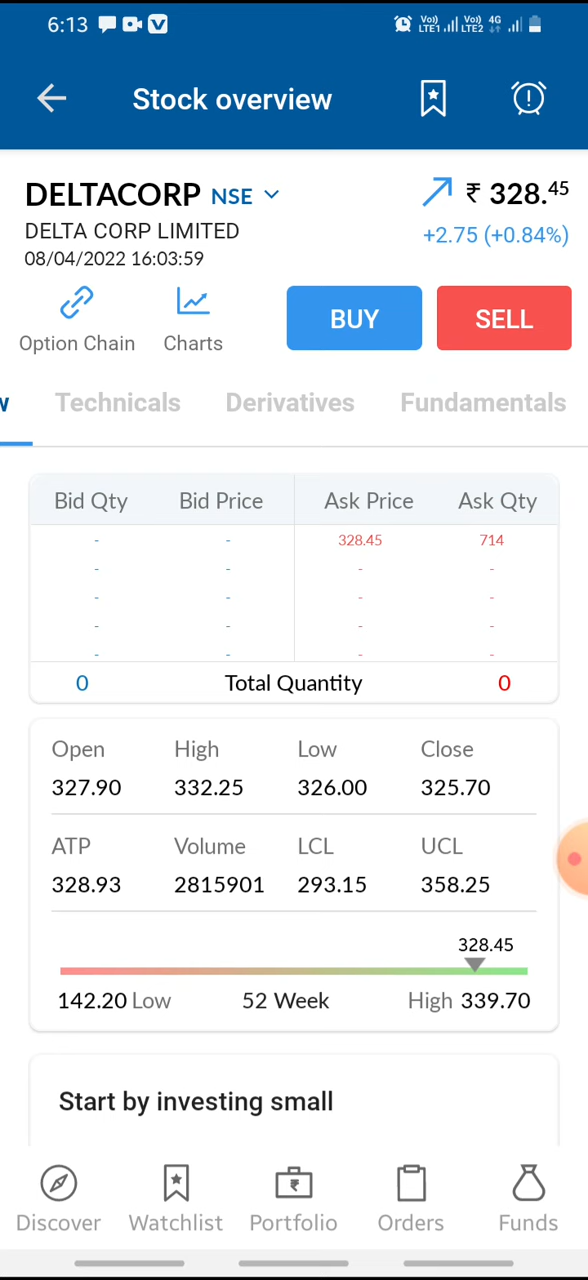 6:13 Vo)) LTE1 Vo)) LTE2 4G
Stock overview
DELTACORP NSE ₹ 328.45
DELTA CORP LIMITED +2.75 (+0.84%)
08/04/2022 16:03:59
Option Chain Charts BUY SELL
w Technicals Derivatives Fundamentals
Bid Qty Bid Price Ask Price Ask Qty
- - 328.45 714
- - - -
- - - -
- - - -
- - - -
0 Total Quantity 0
Open High Low Close
327.90 332.25 326.00 325.70
ATP Volume LCL UCL
328.93 2815901 293.15 358.25
328.45
142.20 Low 52 Week High 339.70
Start by investing small
Discover Watchlist Portfolio Orders Funds